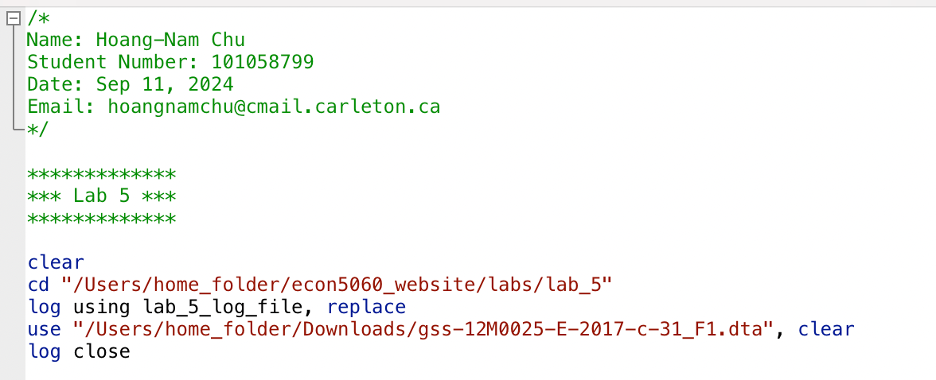 /*
Name: Hoang-Nam Chu
Student Number: 101058799
Date: Sep 11, 2024
Email: hoangnamchu@cmail.carleton.ca
*/
*************
*** Lab 5 ***
*************
clear
cd "/Users/home_folder/econ5060_website/labs/lab_5"
log using lab_5_log_file, replace
use "/Users/home_folder/Downloads/gss-12M0025-E-2017-c-31_F1.dta", clear
log close